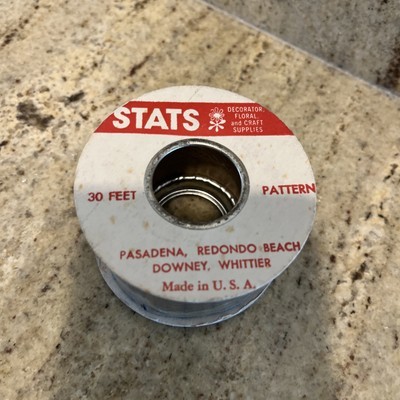 STATS
DECORATOR,
FLORAL,
and CRAFT
SUPPLIES
30 FEET PATTERN
PASADENA, REDONDO BEACH
DOWNEY, WHITTIER
Made in U. S. A.